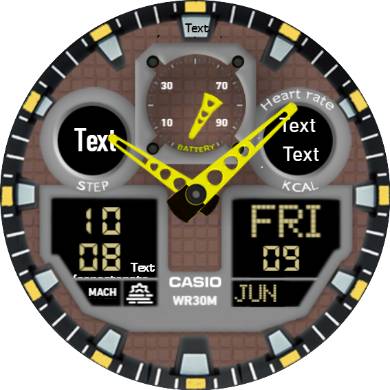 Text
30 70
10 90
BATTERY
Text
STEP
Heart rate
Text
Text
KCAL
10
08
Text
MACH
CASIO
WR30M
FRI
09
JUN